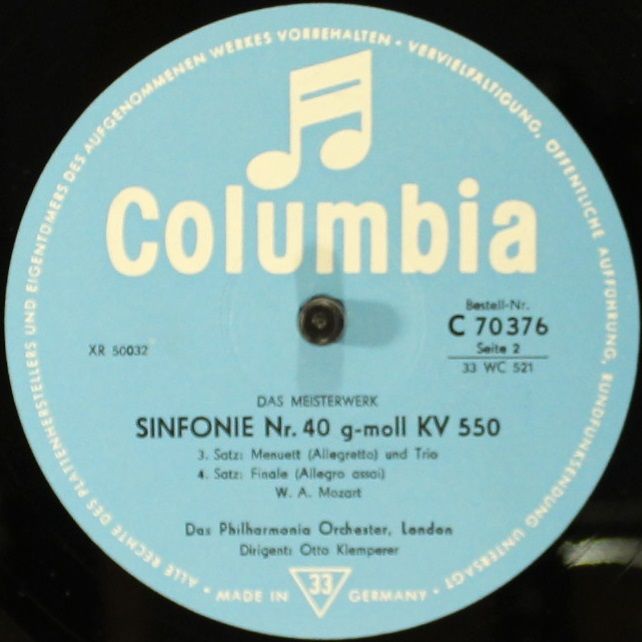 ALLE RECHTE DES PLATTENHERSTELLERS UND EIGENTÜMERS DES AUFGENOMMENEN WERKES VORBEHALTEN · VERVIELFÄLTIGUNG, ÖFFENTLICHE AUFFÜHRUNG, RUNDFUNKSENDUNG UNTERSAGT ·
Columbia
Bestell-Nr.
C 70376
Seite 2
33 WC 521
XR 50032
DAS MEISTERWERK
SINFONIE Nr. 40 g-moll KV 550
3. Satz: Menuett (Allegretto) und Trio
4. Satz: Finale (Allegro assai)
W. A. Mozart
Das Philharmonia Orchester, London
Dirigent: Otto Klemperer
· MADE IN 33 GERMANY ·